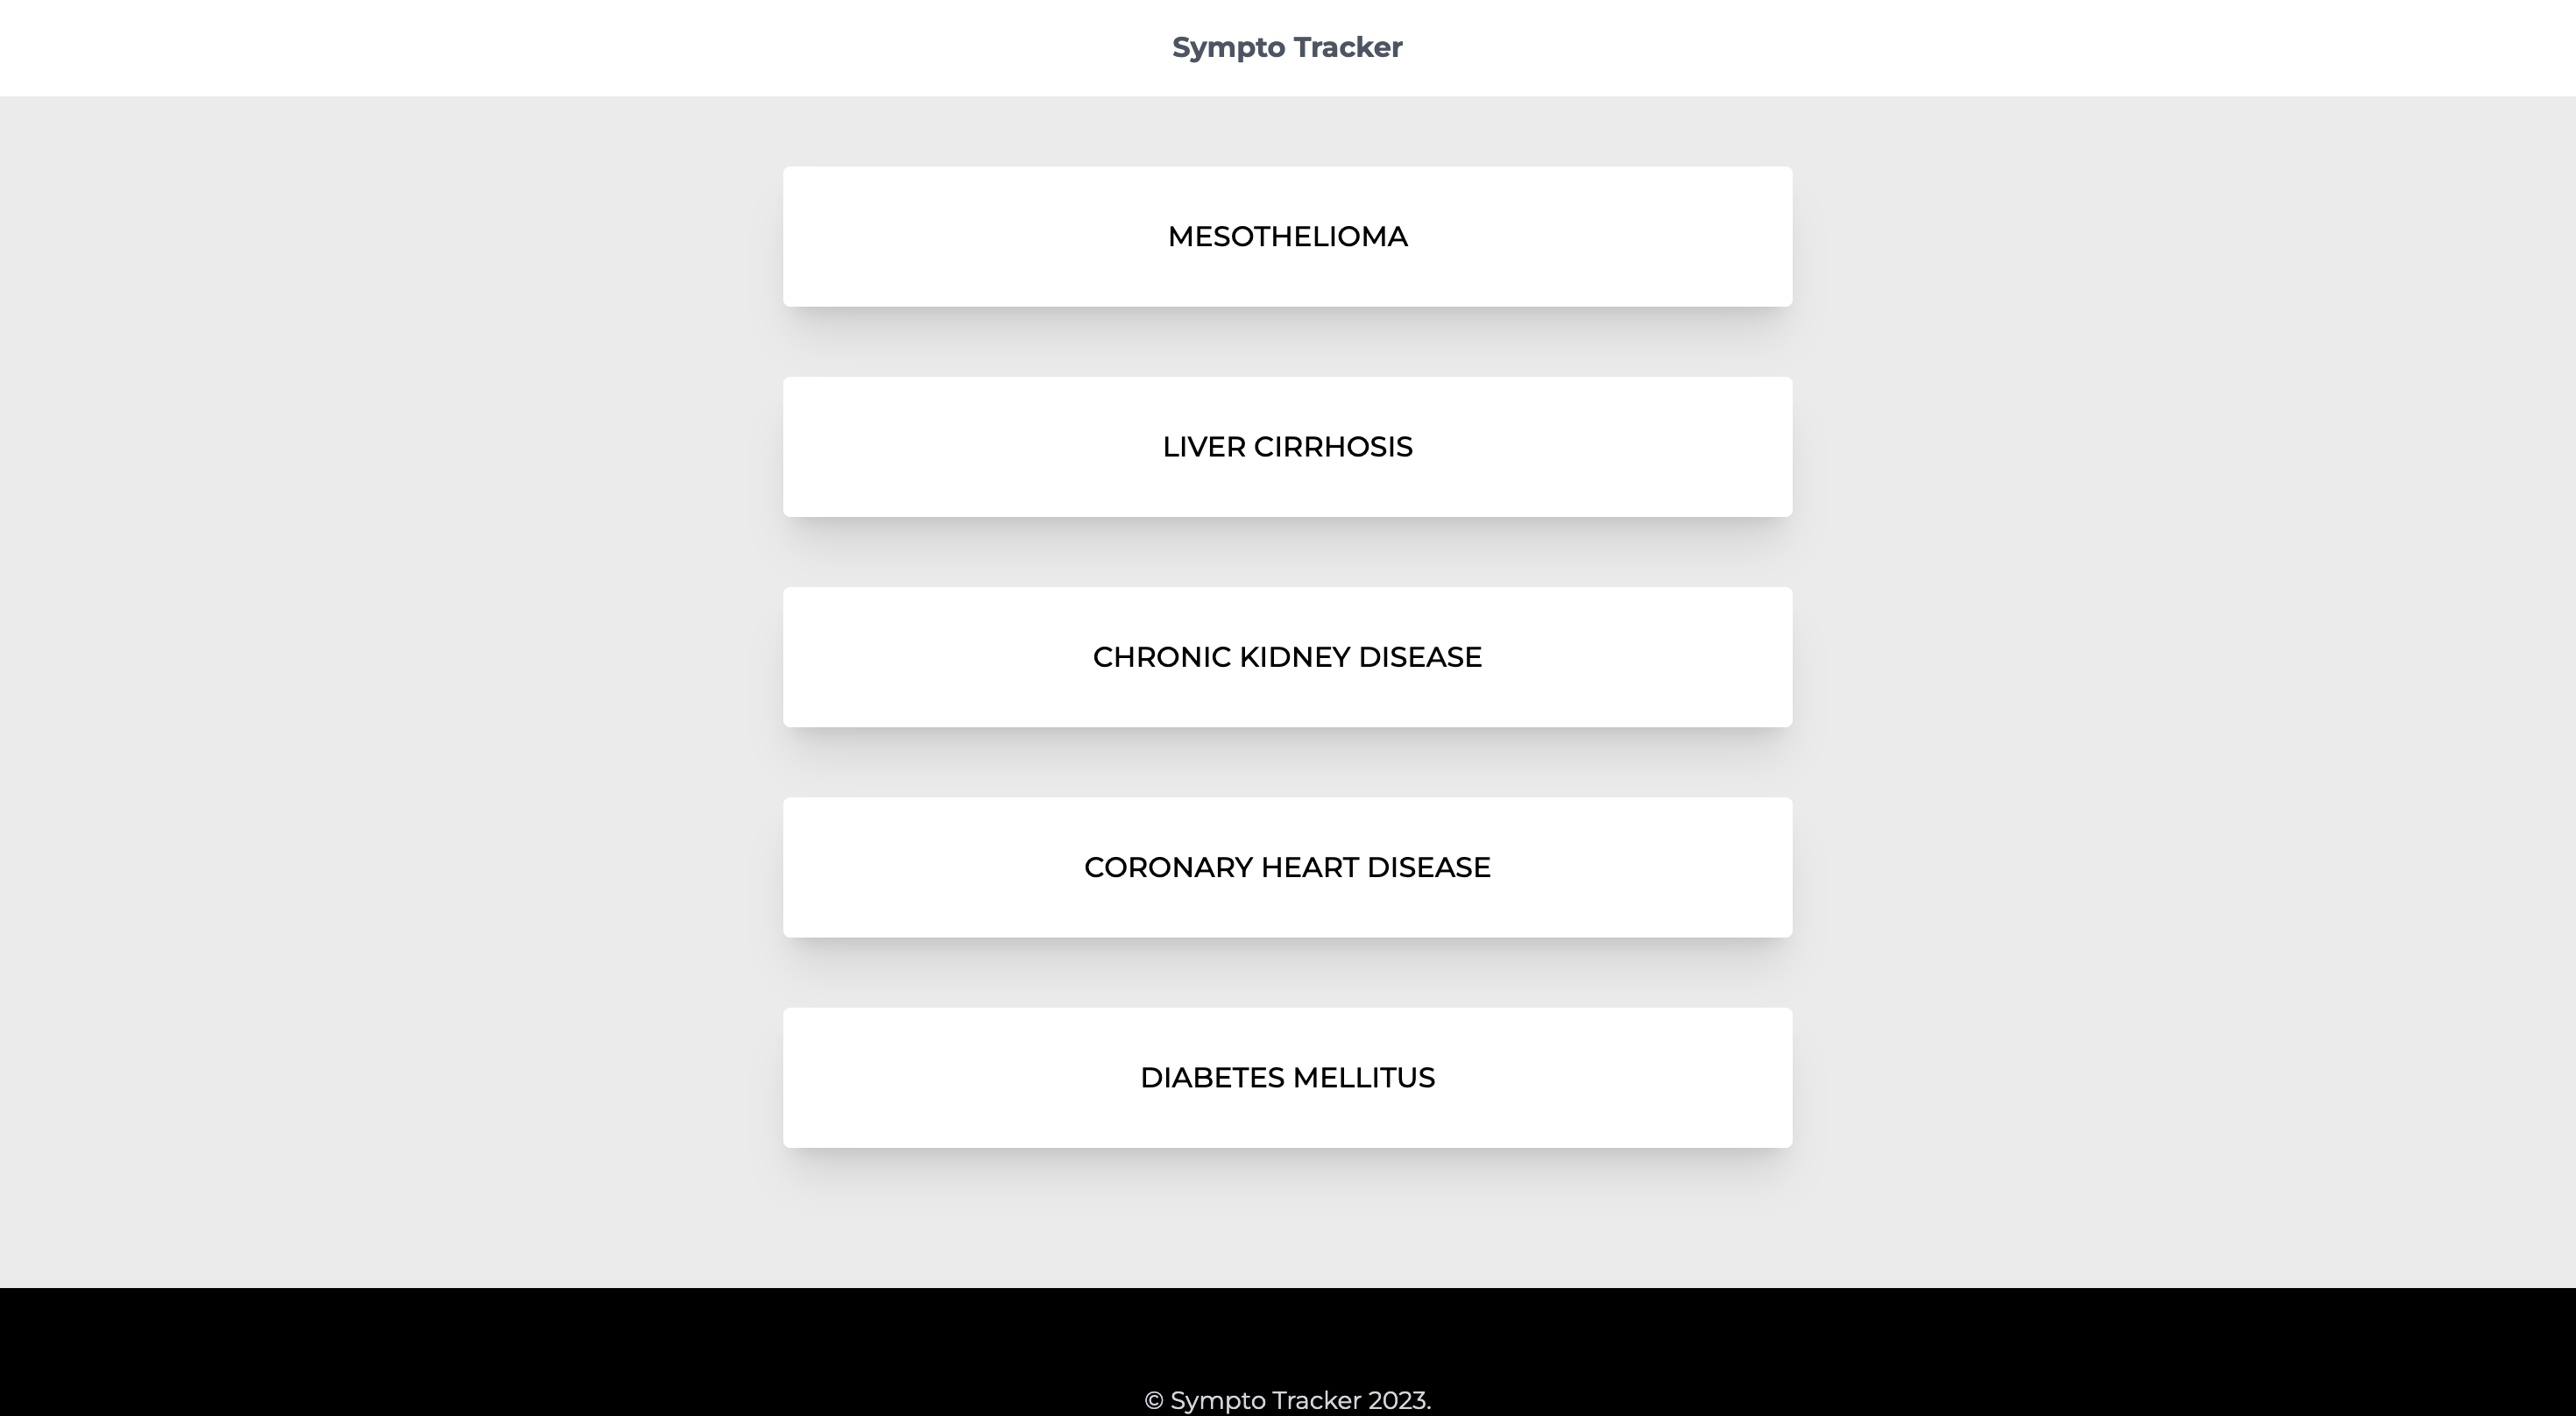 Sympto Tracker
MESOTHELIOMA
LIVER CIRRHOSIS
CHRONIC KIDNEY DISEASE
CORONARY HEART DISEASE
DIABETES MELLITUS
© Sympto Tracker 2023.